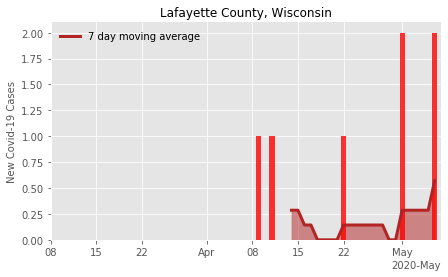 Lafayette County, Wisconsin
7 day moving average
New Covid-19 Cases
2.00
1.75
1.50
1.25
1.00
0.75
0.50
0.25
0.00
08 15 22 Apr 08 15 22 May
2020-May